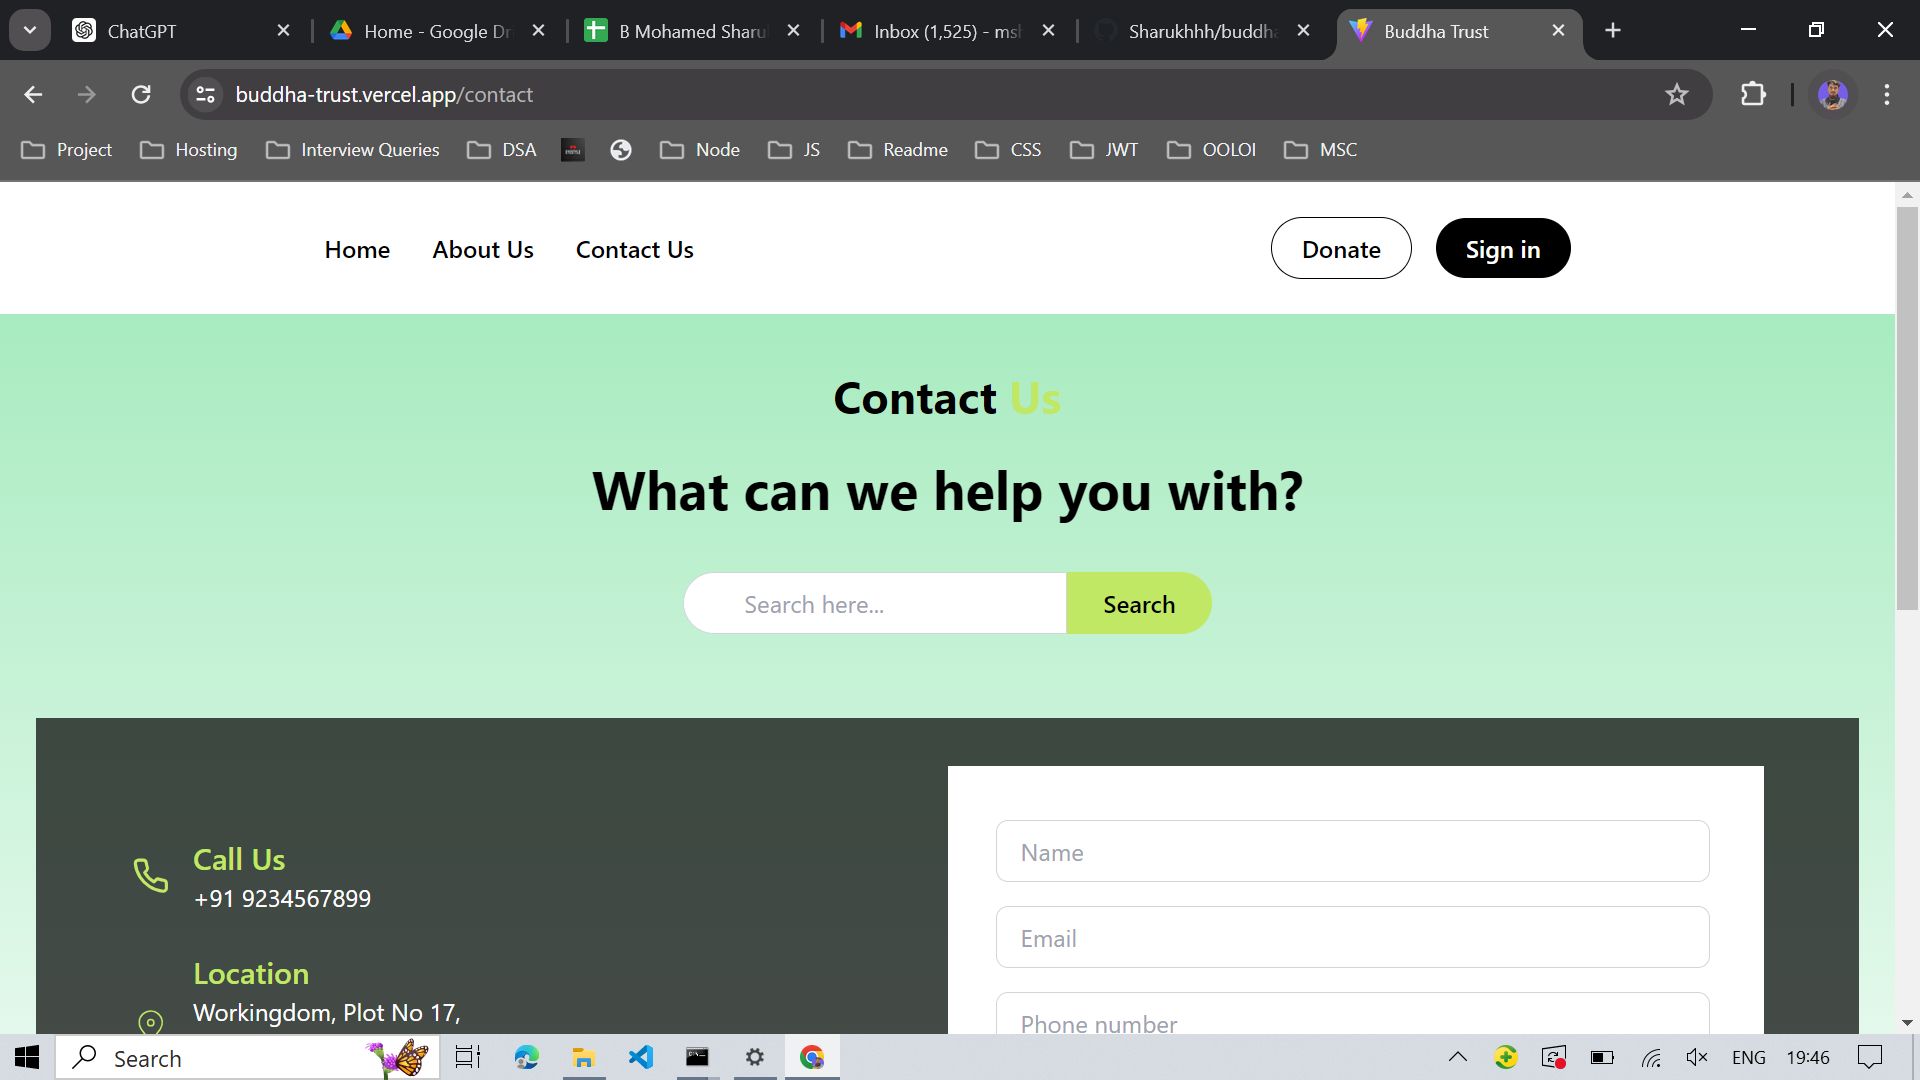 ChatGPT
Home - Google Dr
B Mohamed Sharu
Inbox (1,525) - msh
Sharukhhh/buddha
Buddha Trust
buddha-trust.vercel.app/contact
Project
Hosting
Interview Queries
DSA
Node
JS
Readme
CSS
JWT
OOLOI
MSC
Home
About Us
Contact Us
Donate
Sign in
Contact Us
What can we help you with?
Search here...
Search
Call Us
+91 9234567899
Location
Workingdom, Plot No 17,
Name
Email
Phone number
Search
ENG
19:46